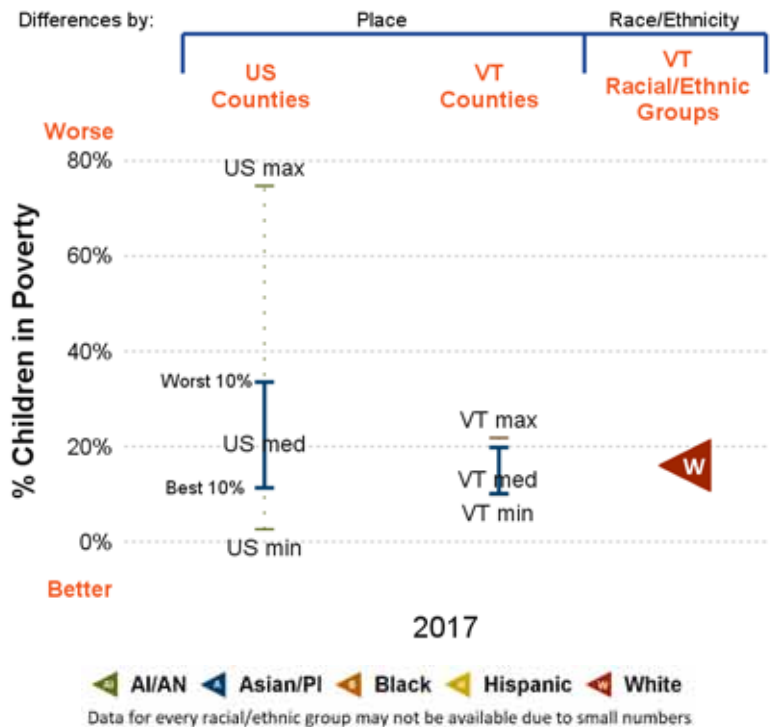 Differences by: Place Race/Ethnicity
US Counties
VT Counties
VT Racial/Ethnic Groups
Worse
% Children in Poverty
80%
US max
60%
40%
Worst 10%
VT max
20%
US med
VT med
W
Best 10%
VT min
0%
US min
Better
2017
AI AI/AN A Asian/PI B Black H Hispanic W White
Data for every racial/ethnic group may not be available due to small numbers